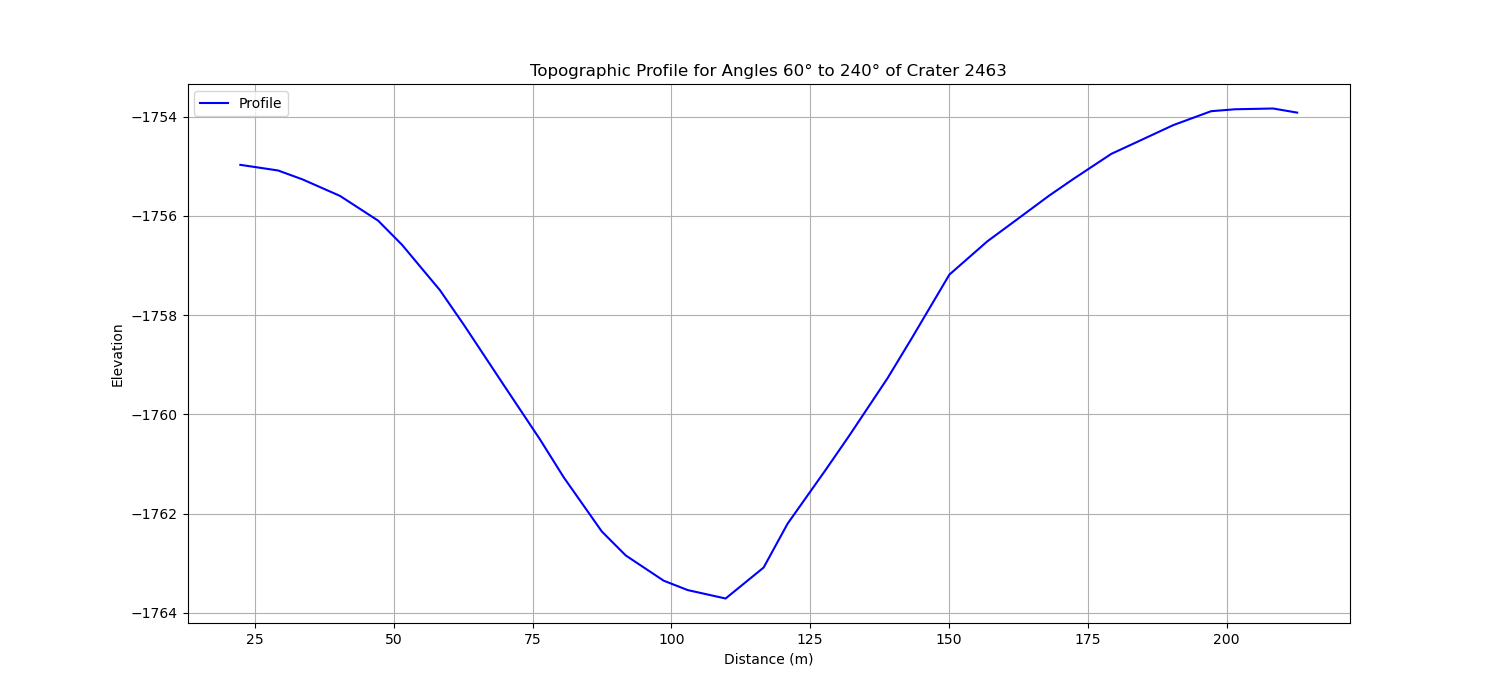 Topographic Profile for Angles 60° to 240° of Crater 2463
Profile
−1754
−1756
−1758
−1760
−1762
−1764
Elevation
25 50 75 100 125 150 175 200
Distance (m)